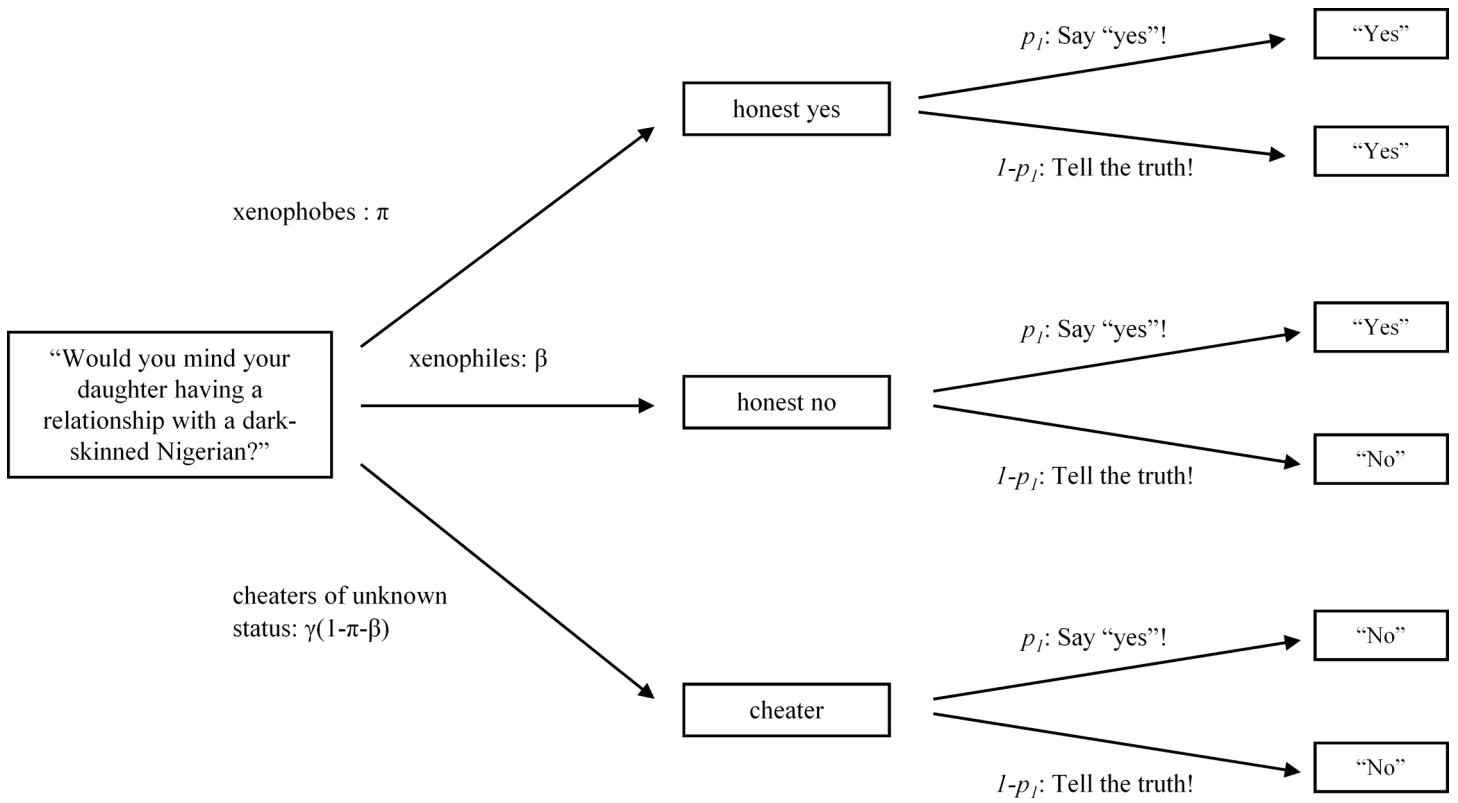 p1: Say “yes”!
“Yes”
honest yes
“Yes”
1-p1: Tell the truth!
xenophobes : π
“Would you mind your
daughter having a
relationship with a dark-
skinned Nigerian?”
xenophiles: β
p1: Say “yes”!
“Yes”
honest no
“No”
1-p1: Tell the truth!
cheaters of unknown
status: γ(1-π-β)
p1: Say “yes”!
“No”
cheater
“No”
1-p1: Tell the truth!